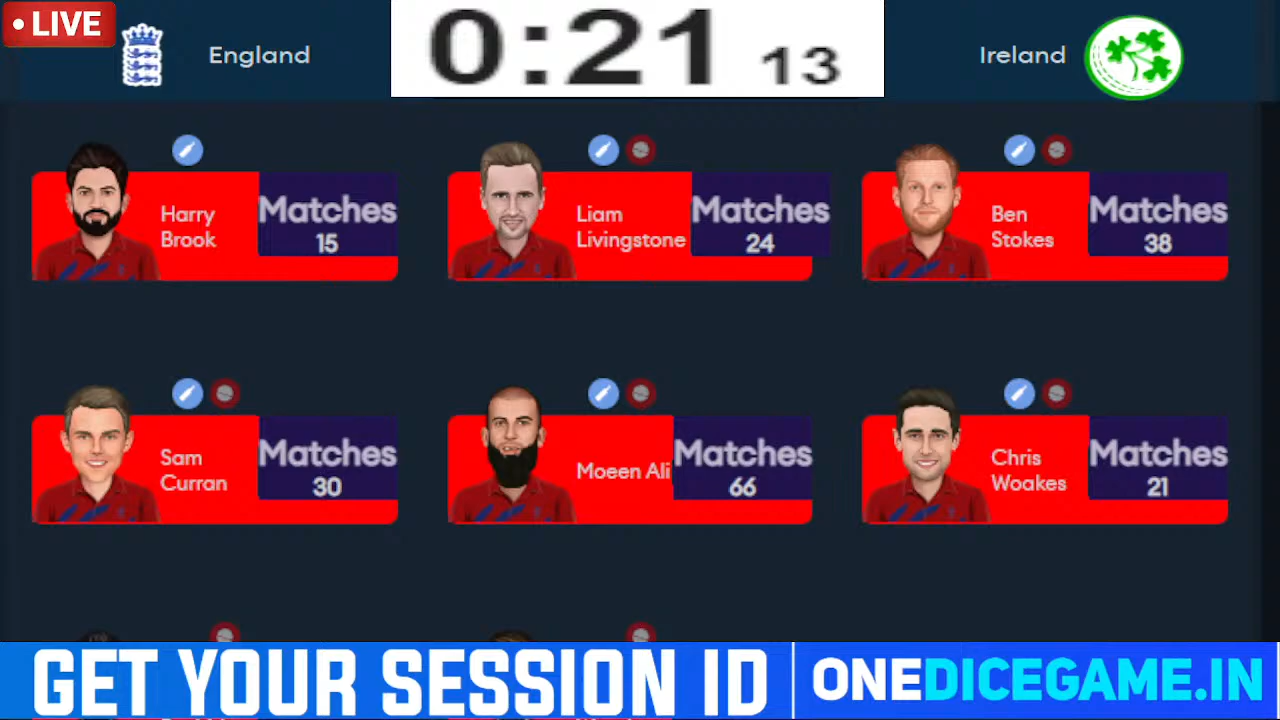 • LIVE
England
0:21 13
Ireland
Harry
Brook
Matches
15
Liam
Livingstone
Matches
24
Ben
Stokes
Matches
38
Sam
Curran
Matches
30
Moeen Ali
Matches
66
Chris
Woakes
Matches
21
GET YOUR SESSION ID
ONEDICEGAME.IN